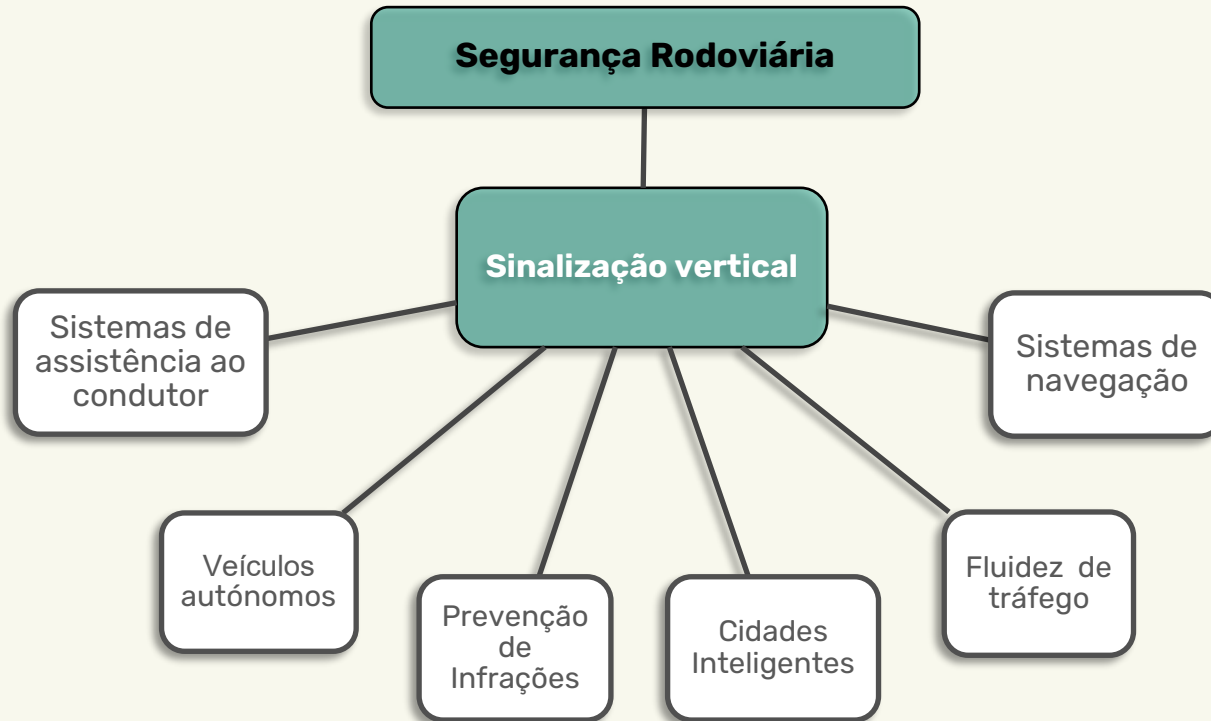 Segurança Rodoviária
Sinalização vertical
Sistemas de
assistência ao
condutor
Sistemas de
navegação
Veículos
autónomos
Prevenção
de
Infrações
Cidades
Inteligentes
Fluidez de
tráfego